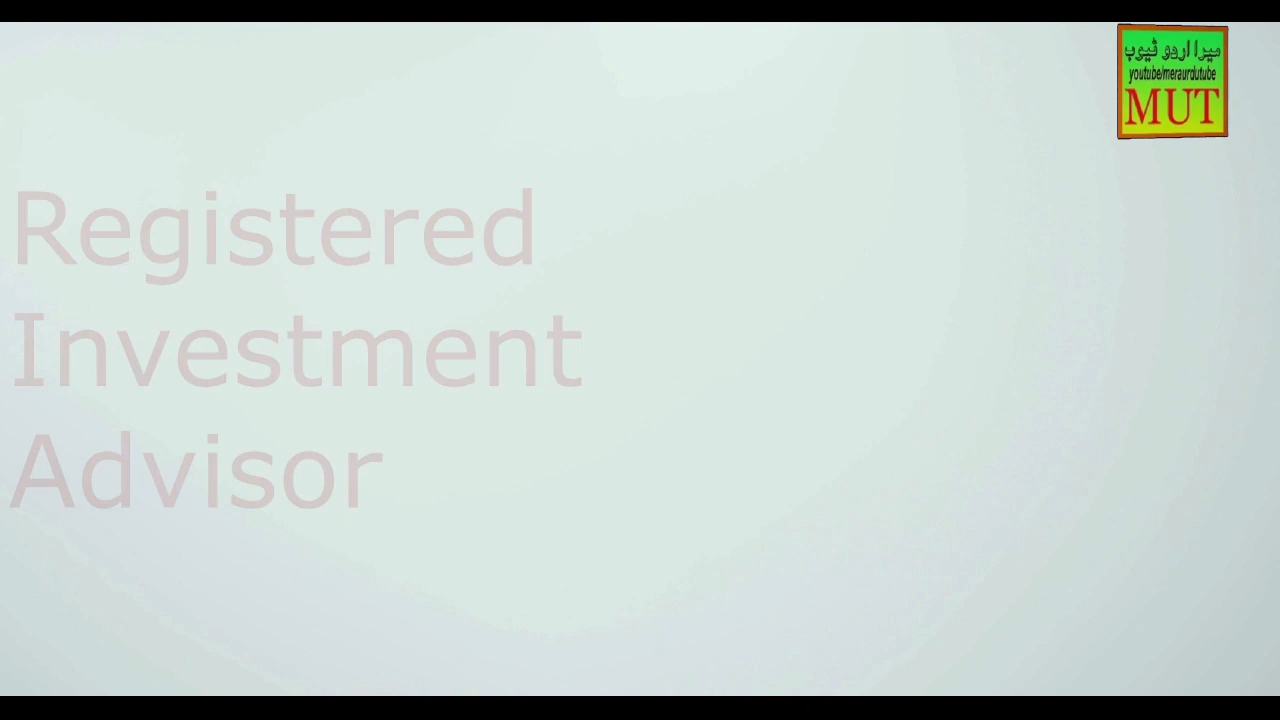 میرا اردو ٹیوب
youtube/meraurdutube
MUT
Registered
Investment
Advisor